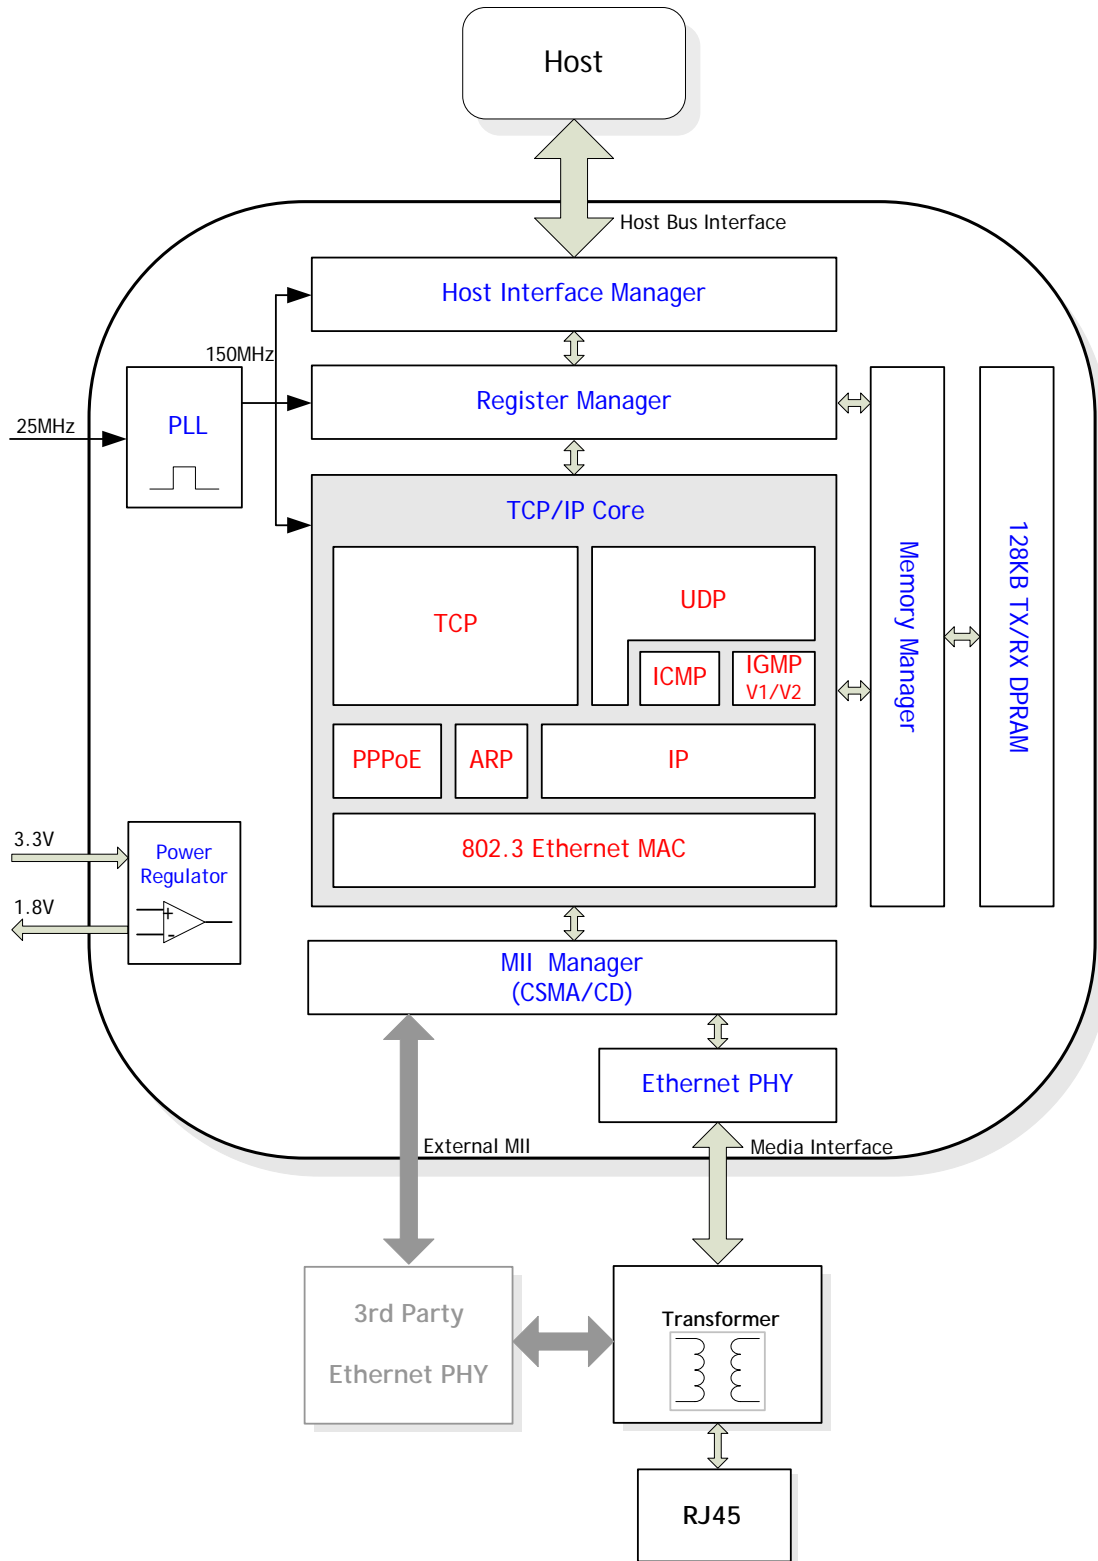 Host
Host Bus Interface
Host Interface Manager
150MHz
Register Manager
25MHz
PLL
TCP/IP Core
TCP
UDP
ICMP
IGMP
V1/V2
PPPoE
ARP
IP
802.3 Ethernet MAC
Memory Manager
128KB TX/RX DPRAM
3.3V
Power
Regulator
1.8V
MII Manager
(CSMA/CD)
Ethernet PHY
External MII
Media Interface
3rd Party
Ethernet PHY
Transformer
RJ45